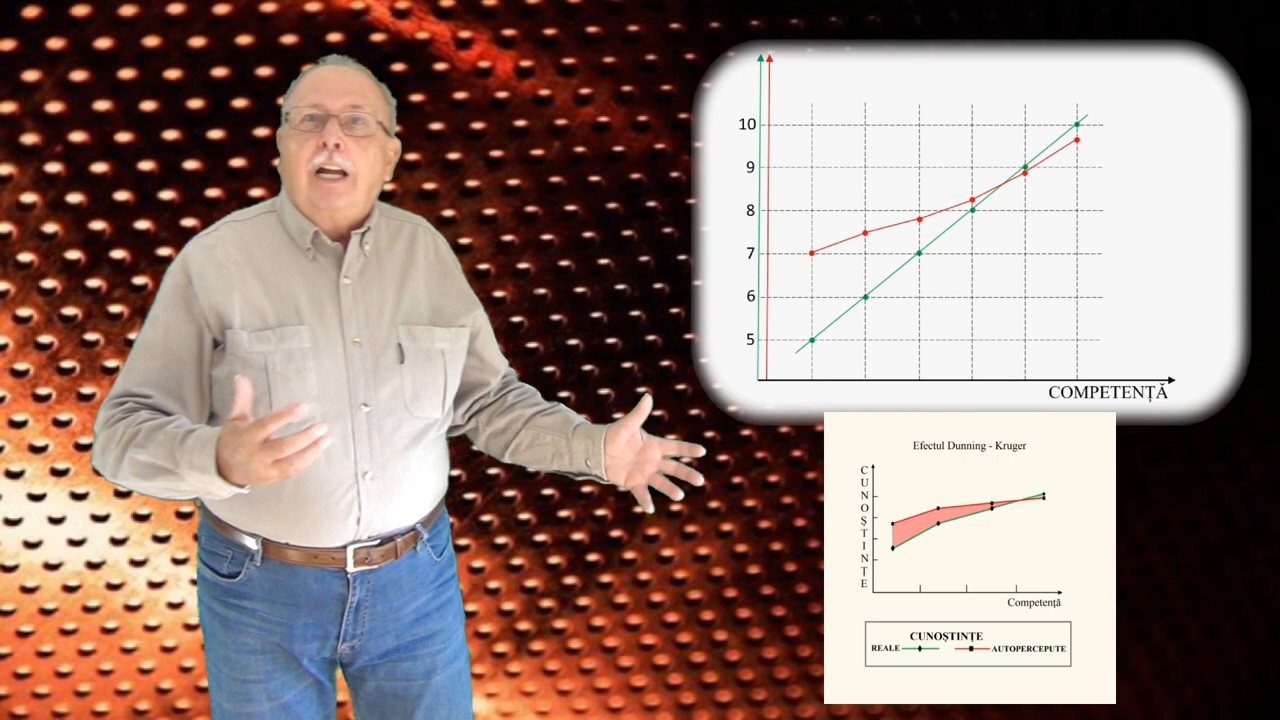 10
9
8
7
6
5
COMPETENȚĂ
Efectul Dunning - Kruger
CUNOȘTINȚE
Competență
CUNOȘTINȚE
REALE AUTOPERCEPUTE